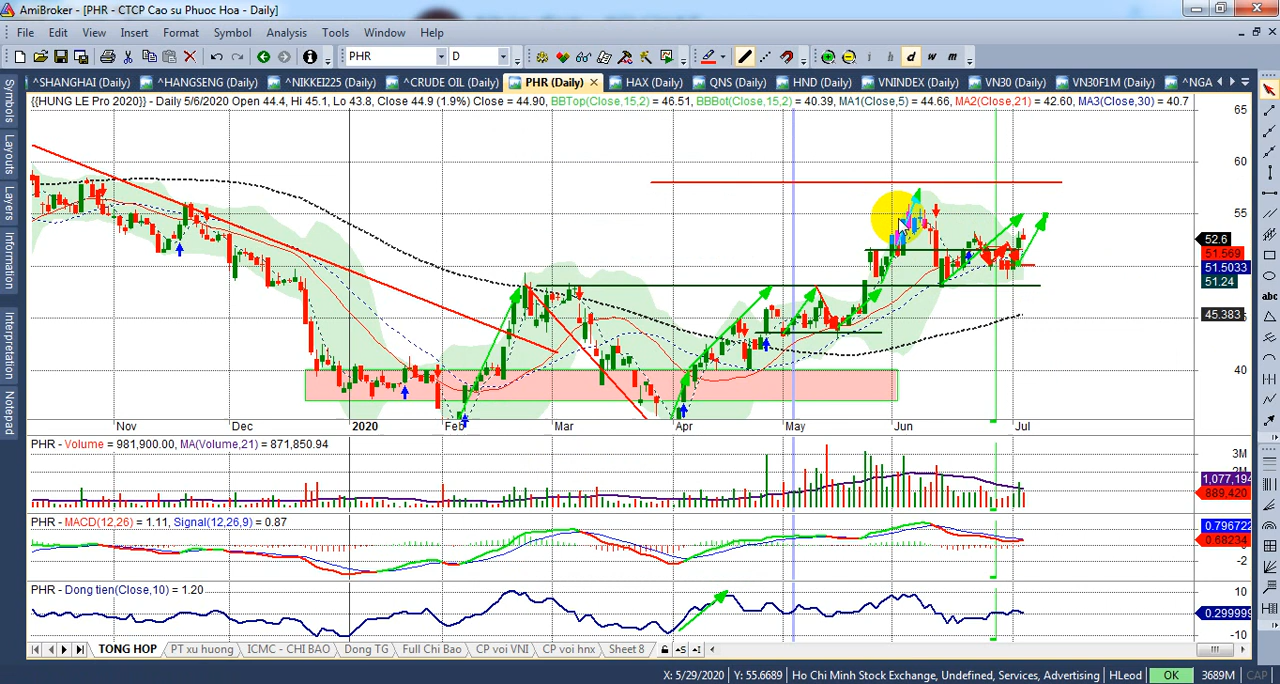 AmiBroker - [PHR - CTCP Cao su Phuoc Hoa - Daily]
File Edit View Insert Format Symbol Analysis Tools Window Help
PHR D i h d w m
^SHANGHAI (Daily) ^HANGSENG (Daily) ^NIKKEI225 (Daily) ^CRUDE OIL (Daily) PHR (Daily) HAX (Daily) QNS (Daily) HND (Daily) VNINDEX (Daily) VN30 (Daily) VN30F1M (Daily) ^NGA
{{HUNG LE Pro 2020}} - Daily 5/6/2020 Open 44.4, Hi 45.1, Lo 43.8, Close 44.9 (1.9%) Close = 44.90, BBTop(Close,15,2) = 46.51, BBBot(Close,15,2) = 40.39, MA1(Close,5) = 44.66, MA2(Close,21) = 42.60, MA3(Close,30) = 40.7
Symbols
Layouts
Layers
Information
Interpretation
Notepad
abc
65
60
55
52.6
51.569
51.5033
51.24
45.383
40
Nov Dec 2020 Feb Mar Apr May Jun Jul
PHR - Volume = 981,900.00, MA(Volume,21) = 871,850.94
3M
1,077,194
889,420
PHR - MACD(12,26) = 1.11, Signal(12,26,9) = 0.87
0.796722
0.68234
-2
PHR - Dong tien(Close,10) = 1.20
10
0.299999
-10
TONG HOP PT xu huong ICMC - CHI BAO Dong TG Full Chi Bao CP voi VNI CP voi hnx Sheet 8
X: 5/29/2020 Y: 55.6689 Ho Chi Minh Stock Exchange, Undefined, Services, Advertising HLeod OK 3689M CAP